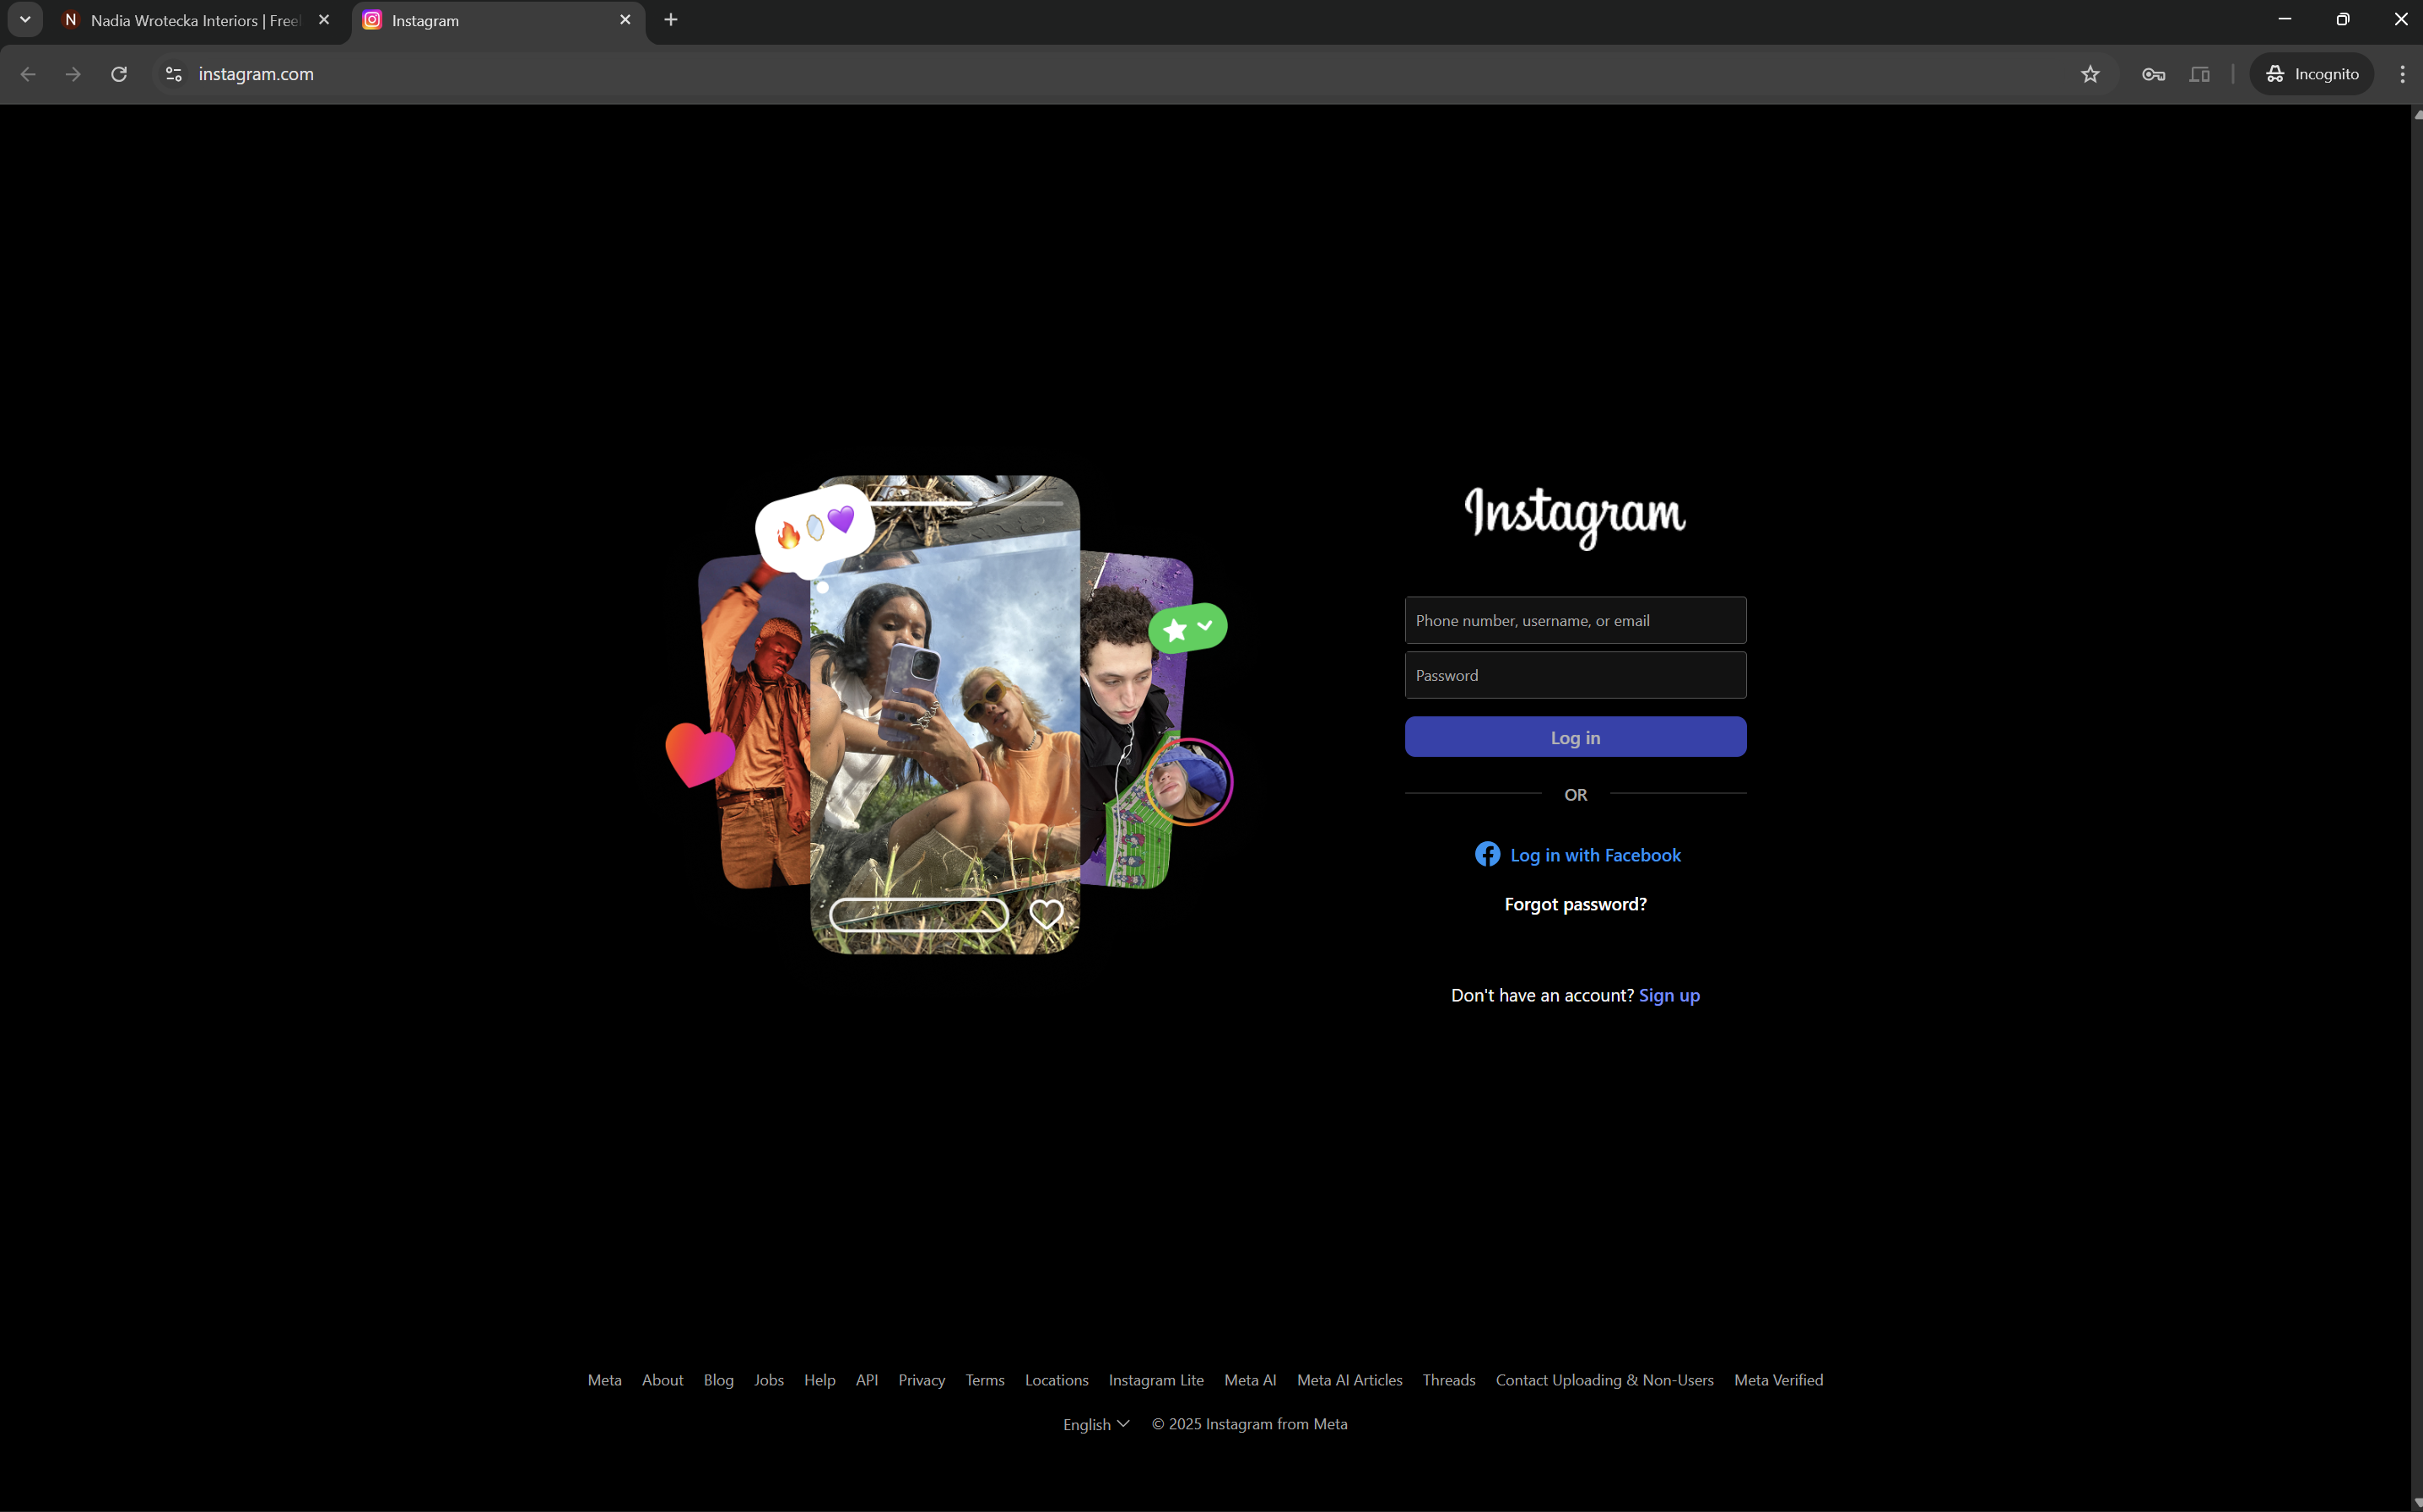 N Nadia Wrotecka Interiors | Free
Instagram
instagram.com
Incognito
Instagram
Phone number, username, or email
Password
Log in
OR
Log in with Facebook
Forgot password?
Don't have an account? Sign up
Meta About Blog Jobs Help API Privacy Terms Locations Instagram Lite Meta AI Meta AI Articles Threads Contact Uploading & Non-Users Meta Verified
English © 2025 Instagram from Meta